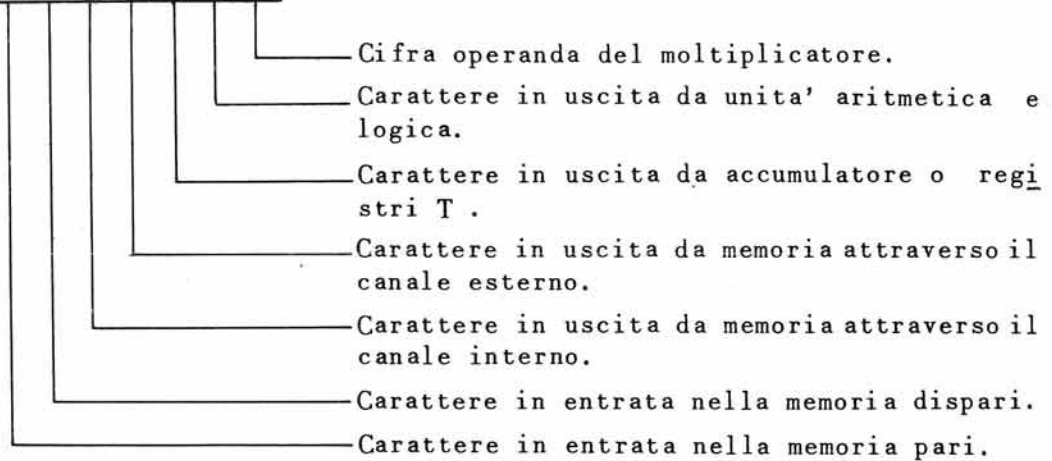 Cifra operanda del moltiplicatore.
Carattere in uscita da unita' aritmetica e
logica.
Carattere in uscita da accumulatore o regi
stri T .
Carattere in uscita da memoria attraverso il
canale esterno.
Carattere in uscita da memoria attraverso il
canale interno.
Carattere in entrata nella memoria dispari.
Carattere in entrata nella memoria pari.